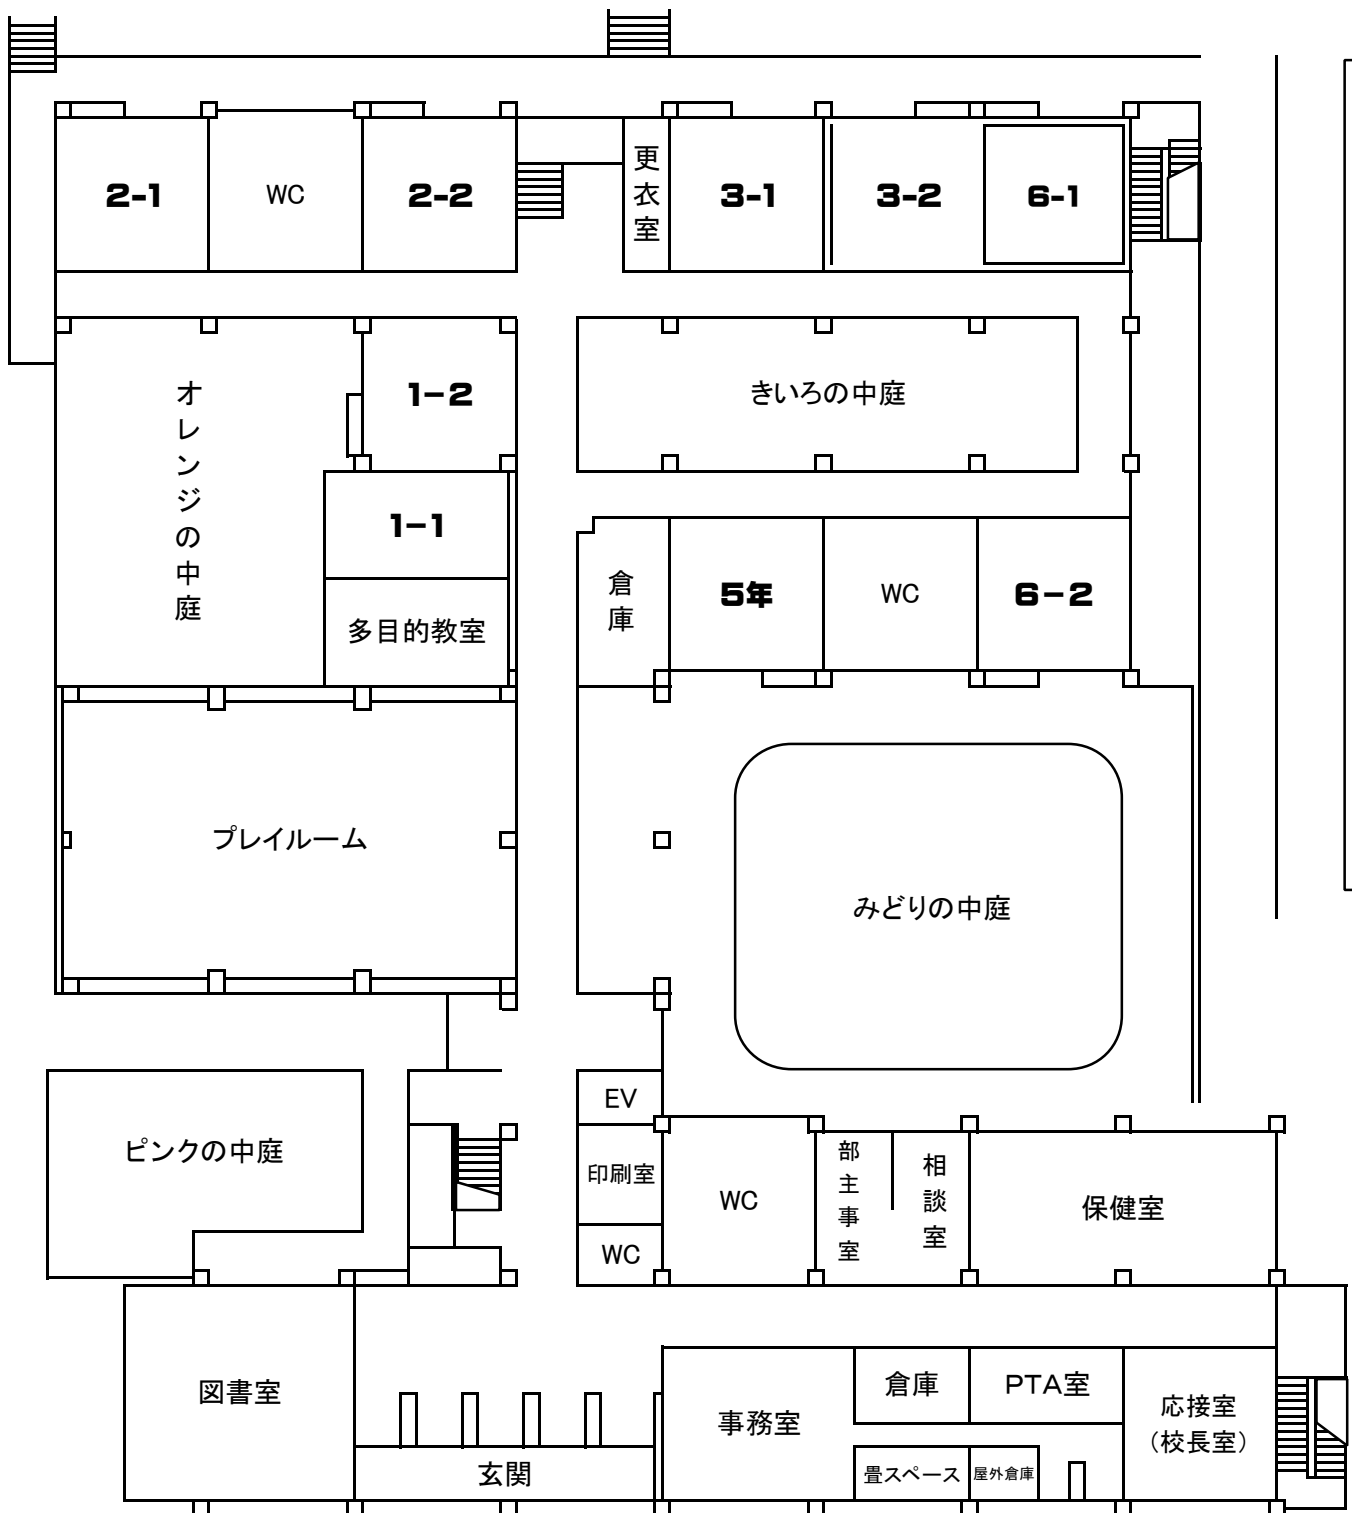 2-1
WC
2-2
更衣室
3-1
3-2
6-1
オレンジの中庭
1−2
きいろの中庭
1−1
多目的教室
倉庫
5年
WC
6−2
プレイルーム
みどりの中庭
ピンクの中庭
EV
印刷室
WC
WC
部主事室
相談室
保健室
図書室
玄関
事務室
倉庫
PTA室
畳スペース
屋外倉庫
応接室
(校長室)